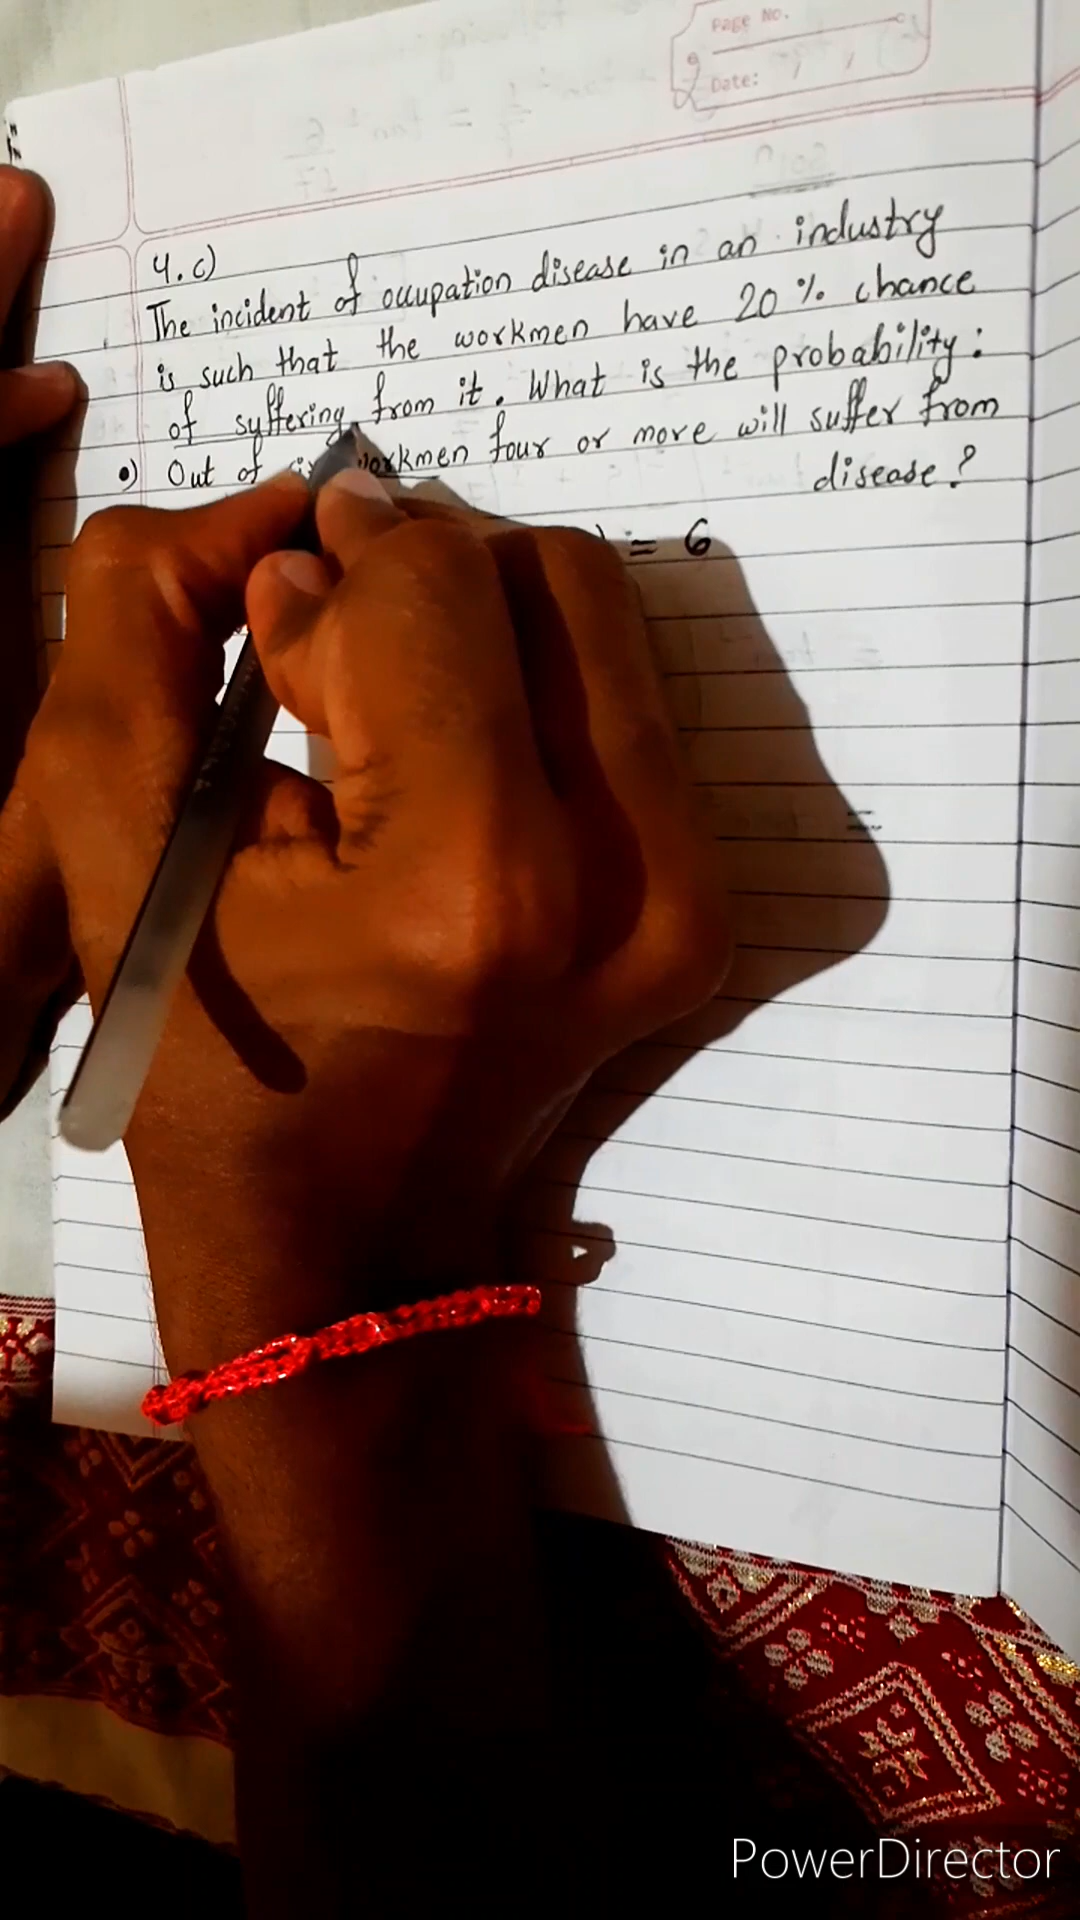 Page No.
Date: / /
4. c)
The incident of ouupation disease in an industry
is such that the workmen have 20 % chance
of suffering from it. What is the probability:
•) Out of workmen four or more will suffer from
disease?
) = 6
PowerDirector